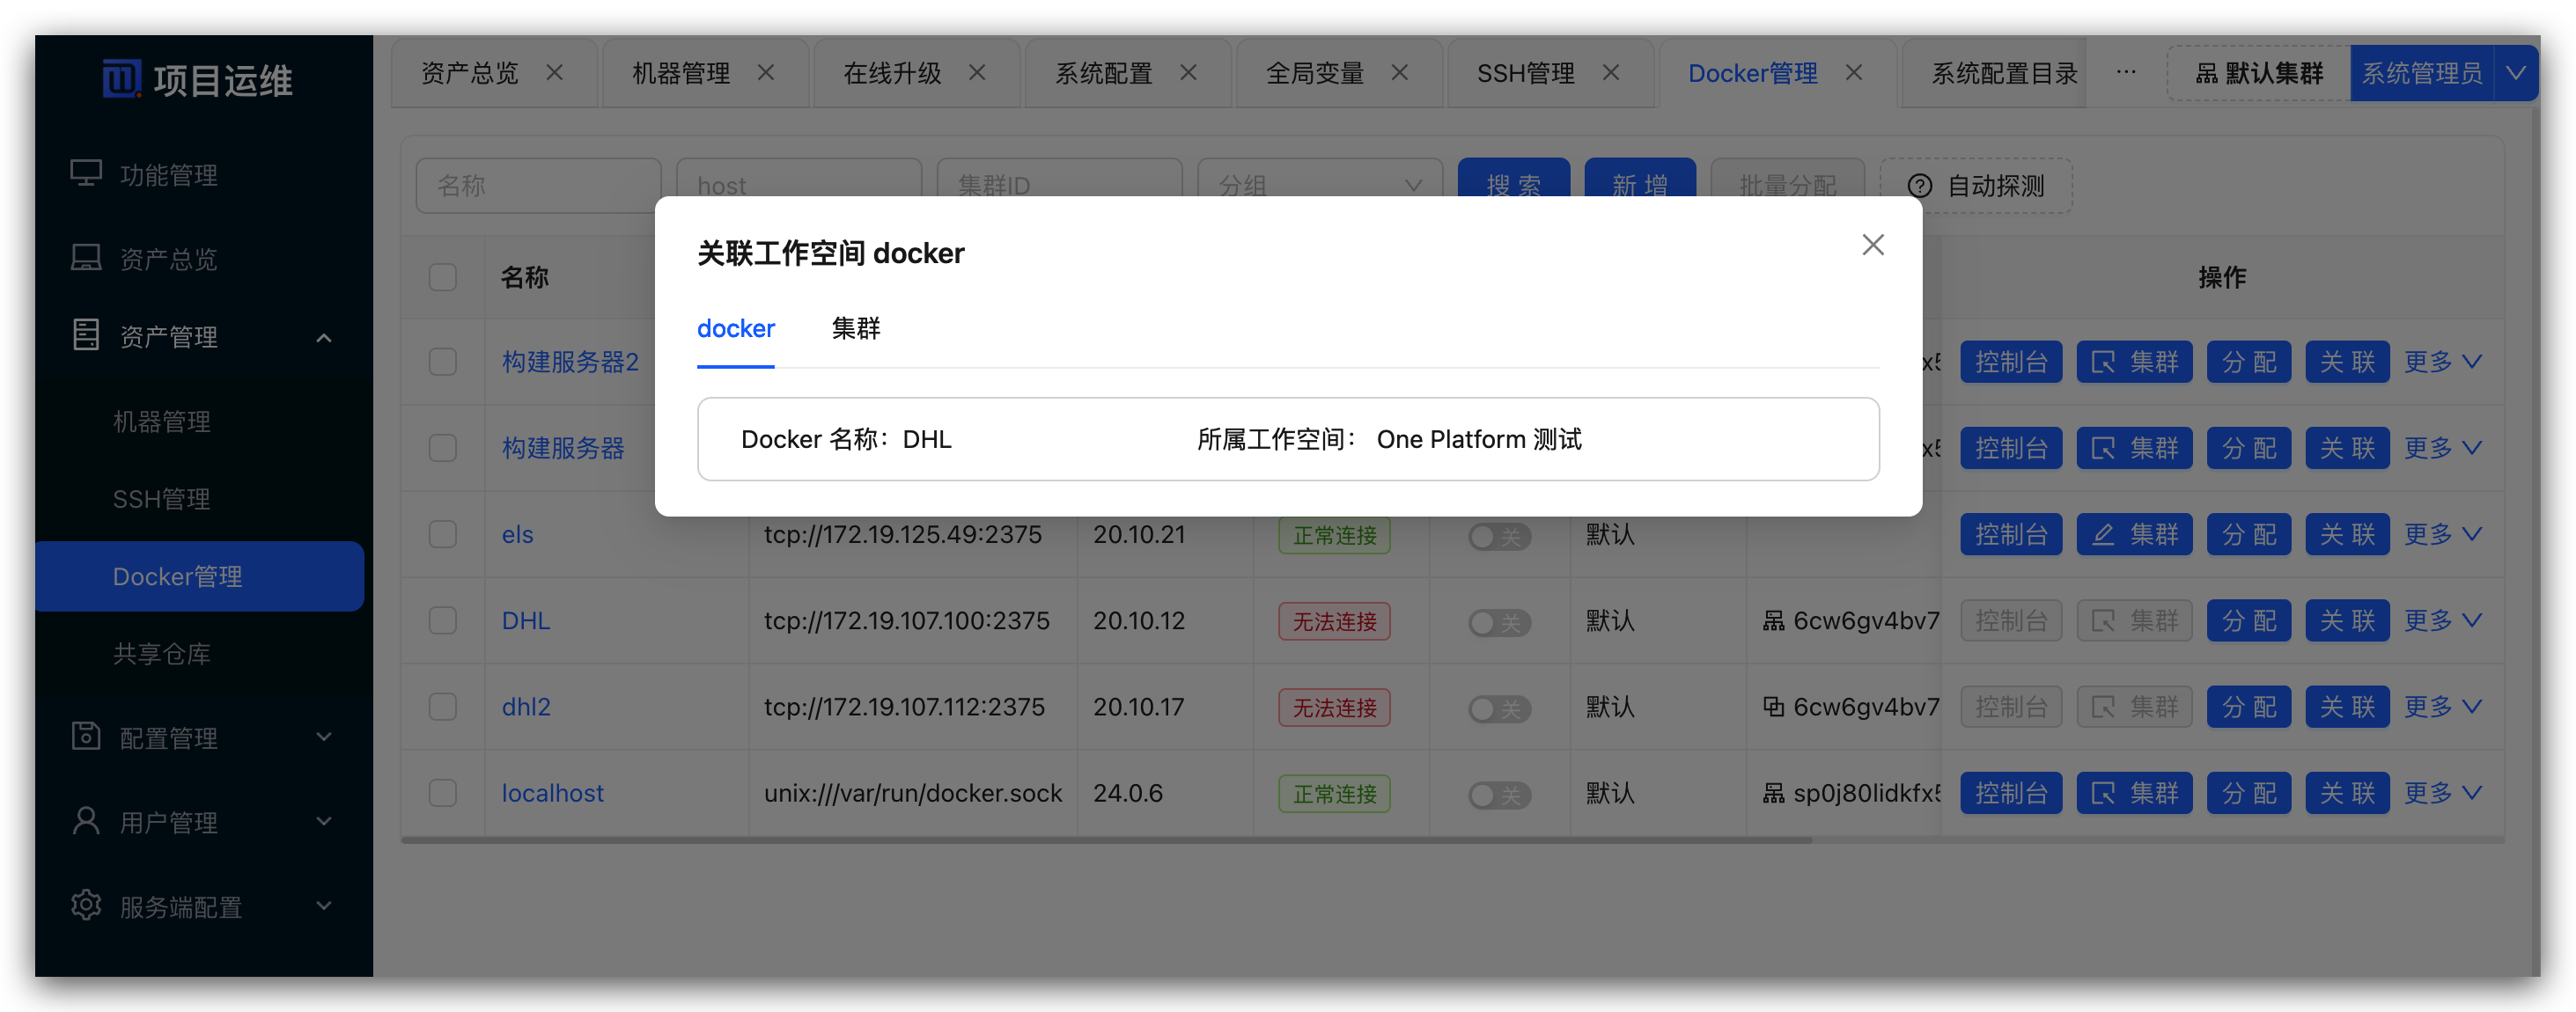 项目运维
功能管理
资产总览
资产管理
机器管理
SSH管理
Docker管理
共享仓库
配置管理
用户管理
服务端配置
资产总览 机器管理 在线升级 系统配置 全局变量 SSH管理 Docker管理 系统配置目录 ··· 默认集群 系统管理员
名称 host 集群ID 分组 搜 索 新 增 批量分配 自动探测
关联工作空间 docker
docker 集群
Docker 名称：DHL 所属工作空间： One Platform 测试
名称 操作
构建服务器2 控制台 集群 分 配 关 联 更多
构建服务器 控制台 集群 分 配 关 联 更多
els tcp://172.19.125.49:2375 20.10.21 正常连接 关 默认 控制台 集群 分 配 关 联 更多
DHL tcp://172.19.107.100:2375 20.10.12 无法连接 关 默认 6cw6gv4bv7 控制台 集群 分 配 关 联 更多
dhl2 tcp://172.19.107.112:2375 20.10.17 无法连接 关 默认 6cw6gv4bv7 控制台 集群 分 配 关 联 更多
localhost unix:///var/run/docker.sock 24.0.6 正常连接 关 默认 sp0j80lidkfx5 控制台 集群 分 配 关 联 更多